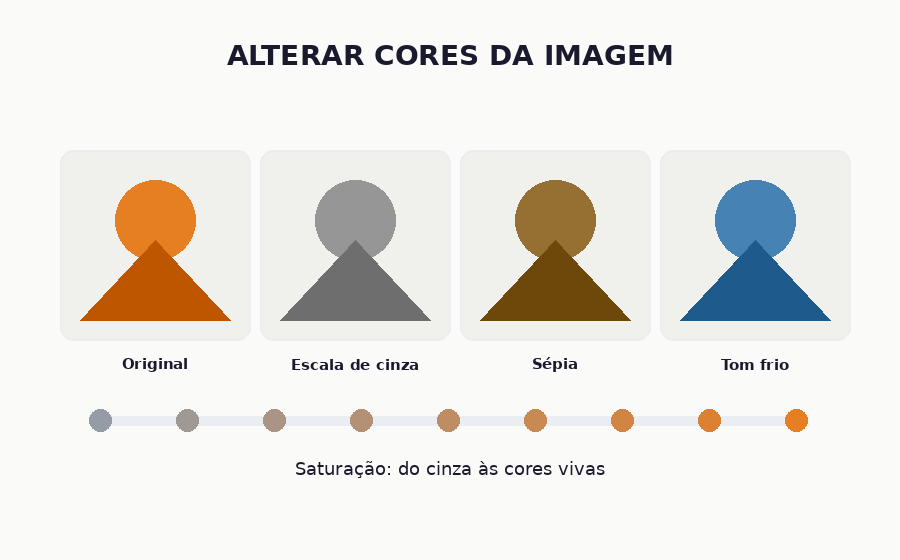 ALTERAR CORES DA IMAGEM
Original
Escala de cinza
Sépia
Tom frio
Saturação: do cinza às cores vivas